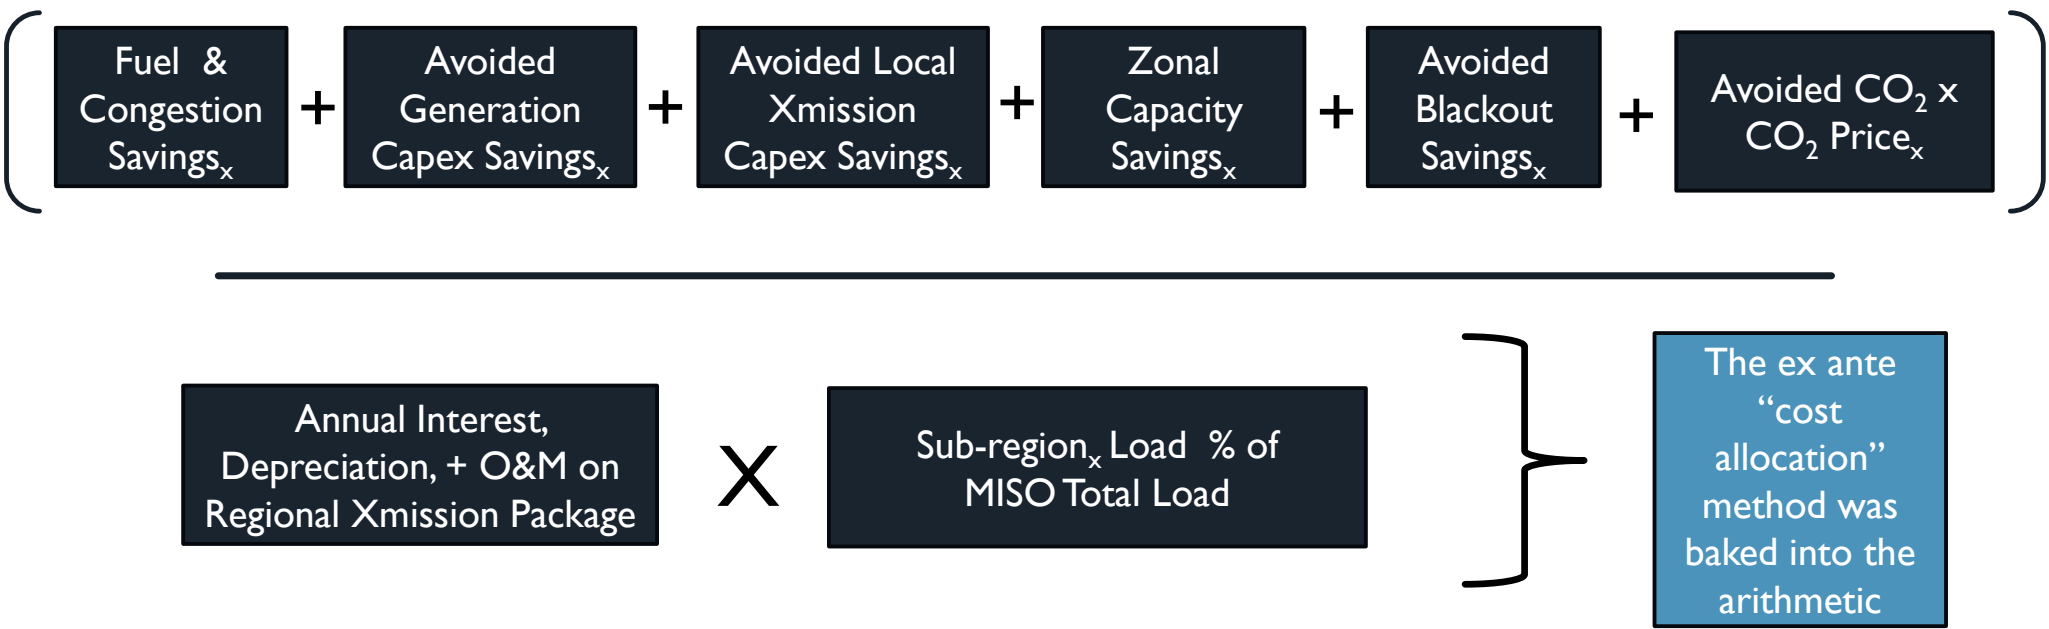 Fuel &
Congestion
Savingsx
+
Avoided
Generation
Capex Savingsx
+
Avoided Local
Xmission
Capex Savingsx
+
Zonal
Capacity
Savingsx
+
Avoided
Blackout
Savingsx
+
Avoided CO2 x
CO2 Pricex
Annual Interest,
Depreciation, + O&M on
Regional Xmission Package
X
Sub-regionx Load % of
MISO Total Load
The ex ante
“cost
allocation”
method was
baked into the
arithmetic